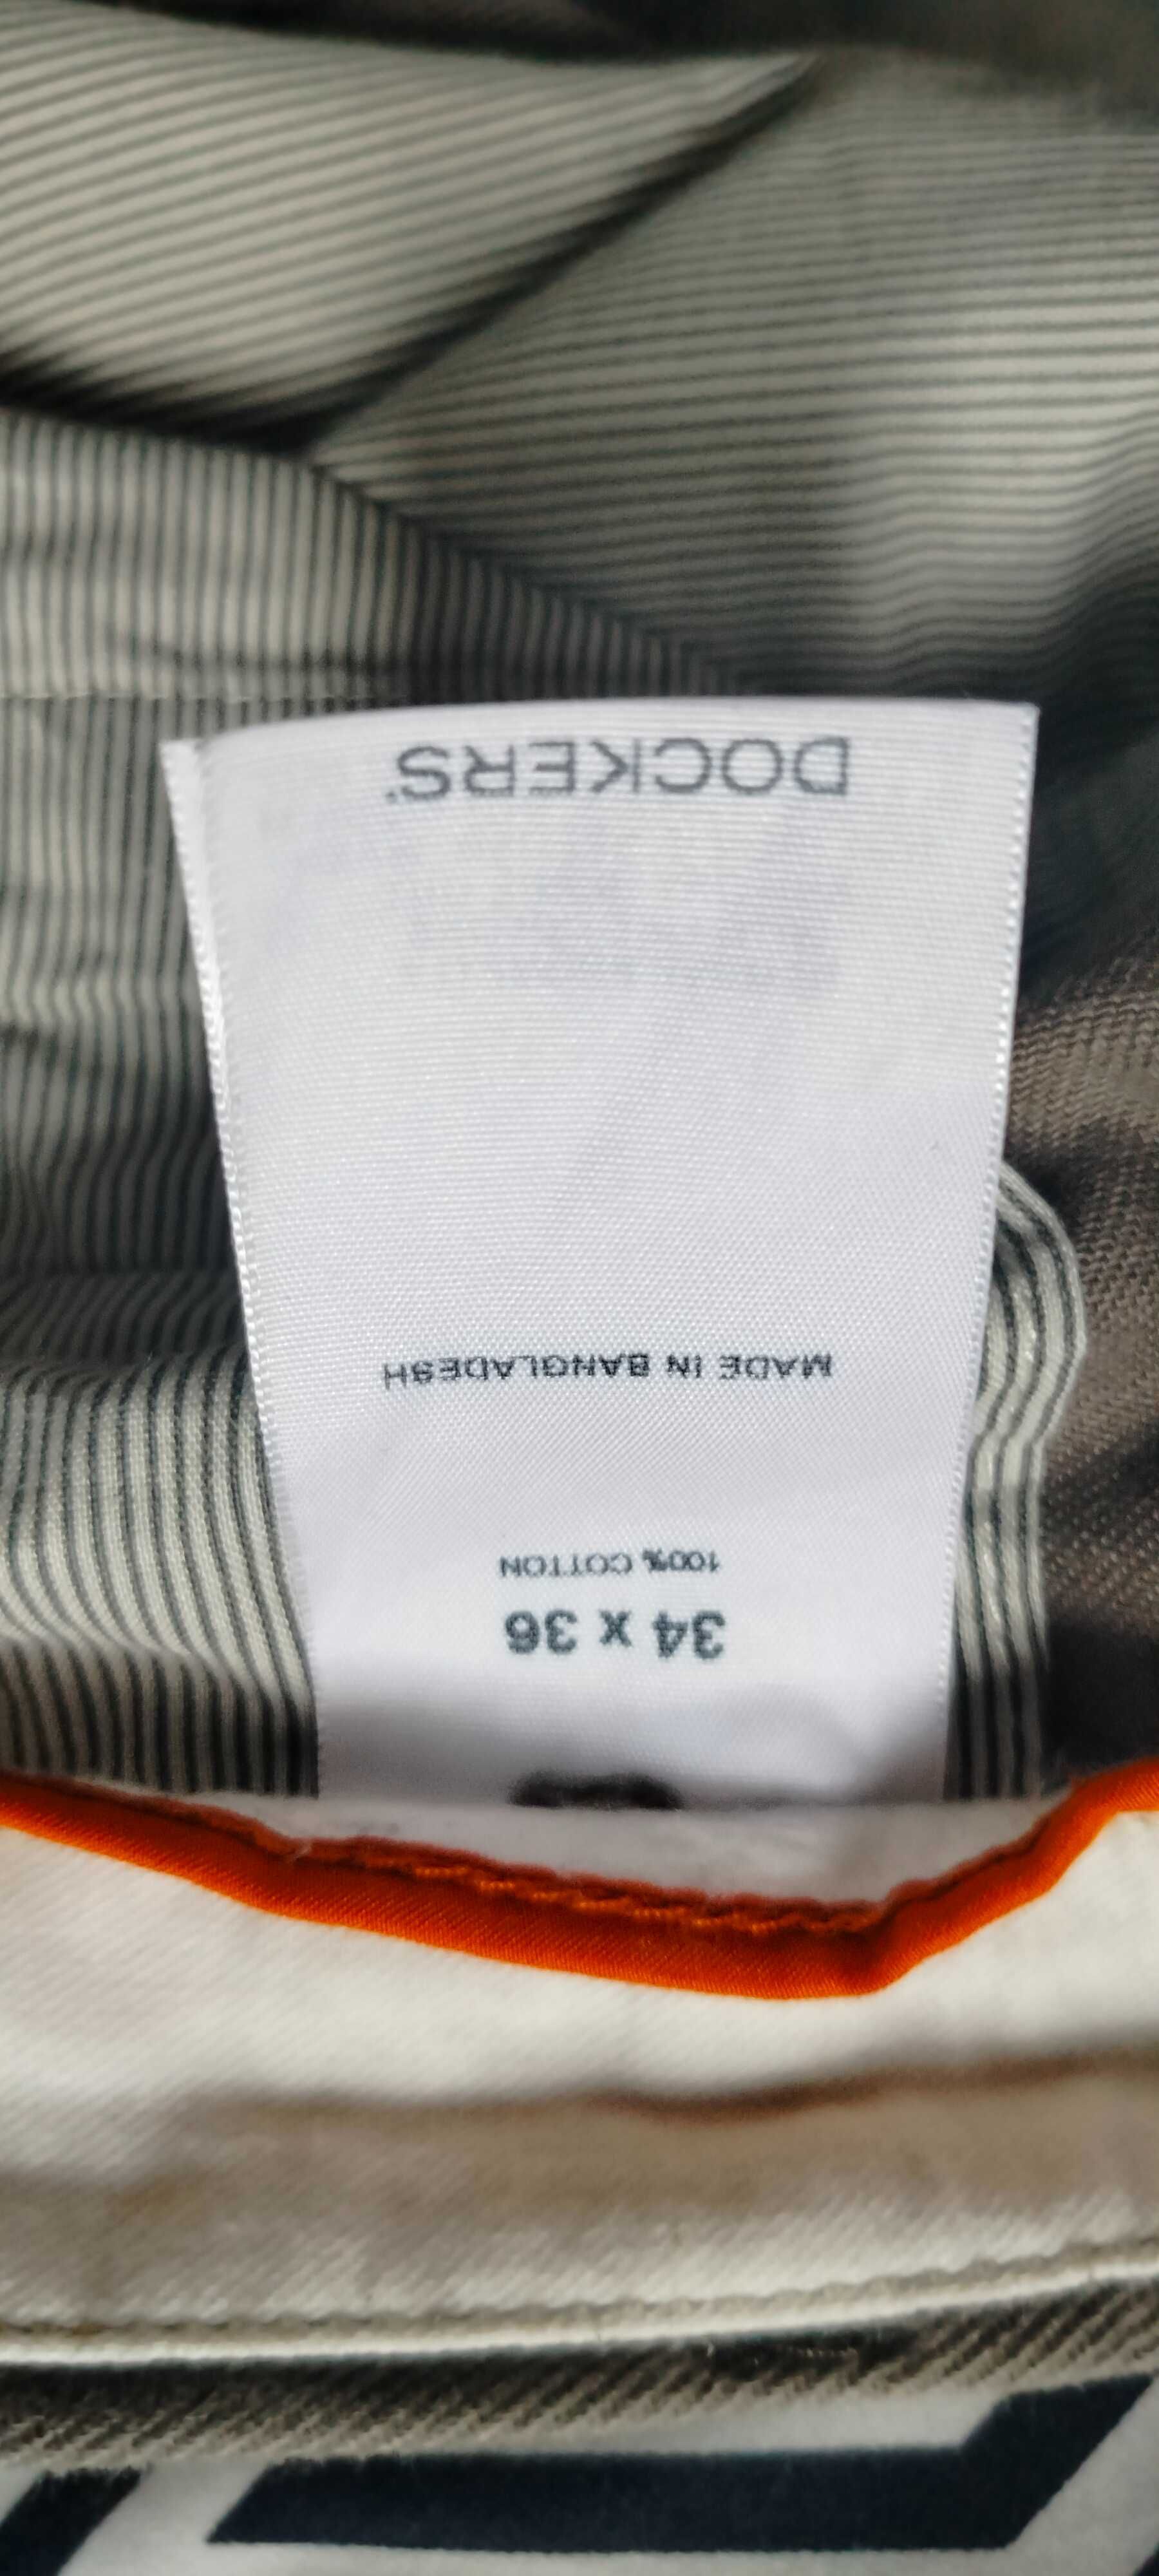 34 x 36
100% COTTON
MADE IN BANGLADESH
DOCKERS